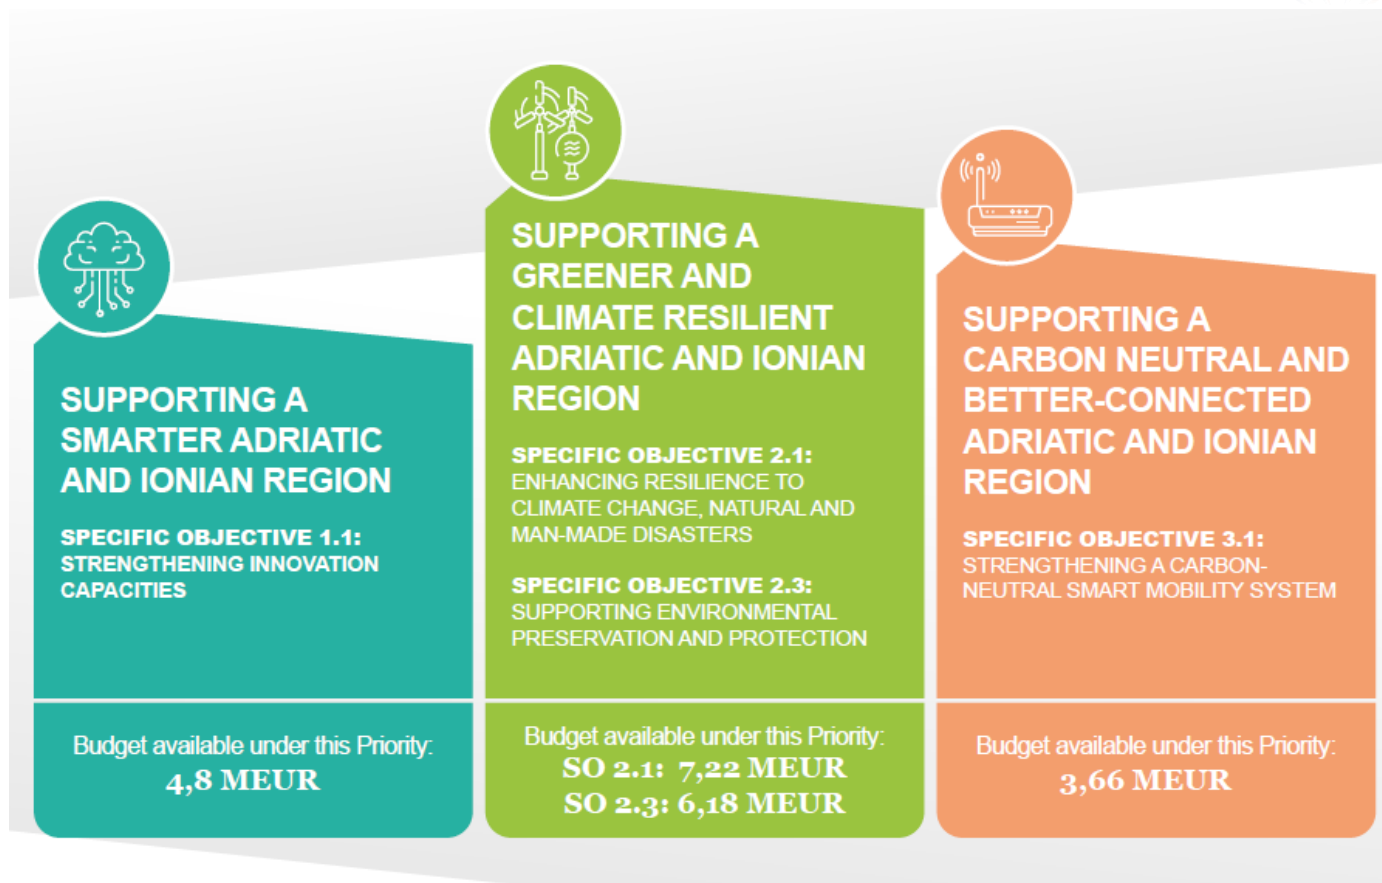 SUPPORTING A
SMARTER ADRIATIC
AND IONIAN REGION
SPECIFIC OBJECTIVE 1.1:
STRENGTHENING INNOVATION
CAPACITIES
Budget available under this Priority:
4,8 MEUR
SUPPORTING A
GREENER AND
CLIMATE RESILIENT
ADRIATIC AND IONIAN
REGION
SPECIFIC OBJECTIVE 2.1:
ENHANCING RESILIENCE TO
CLIMATE CHANGE, NATURAL AND
MAN-MADE DISASTERS
SPECIFIC OBJECTIVE 2.3:
SUPPORTING ENVIRONMENTAL
PRESERVATION AND PROTECTION
Budget available under this Priority:
SO 2.1: 7,22 MEUR
SO 2.3: 6,18 MEUR
SUPPORTING A
CARBON NEUTRAL AND
BETTER-CONNECTED
ADRIATIC AND IONIAN
REGION
SPECIFIC OBJECTIVE 3.1:
STRENGTHENING A CARBON-
NEUTRAL SMART MOBILITY SYSTEM
Budget available under this Priority:
3,66 MEUR